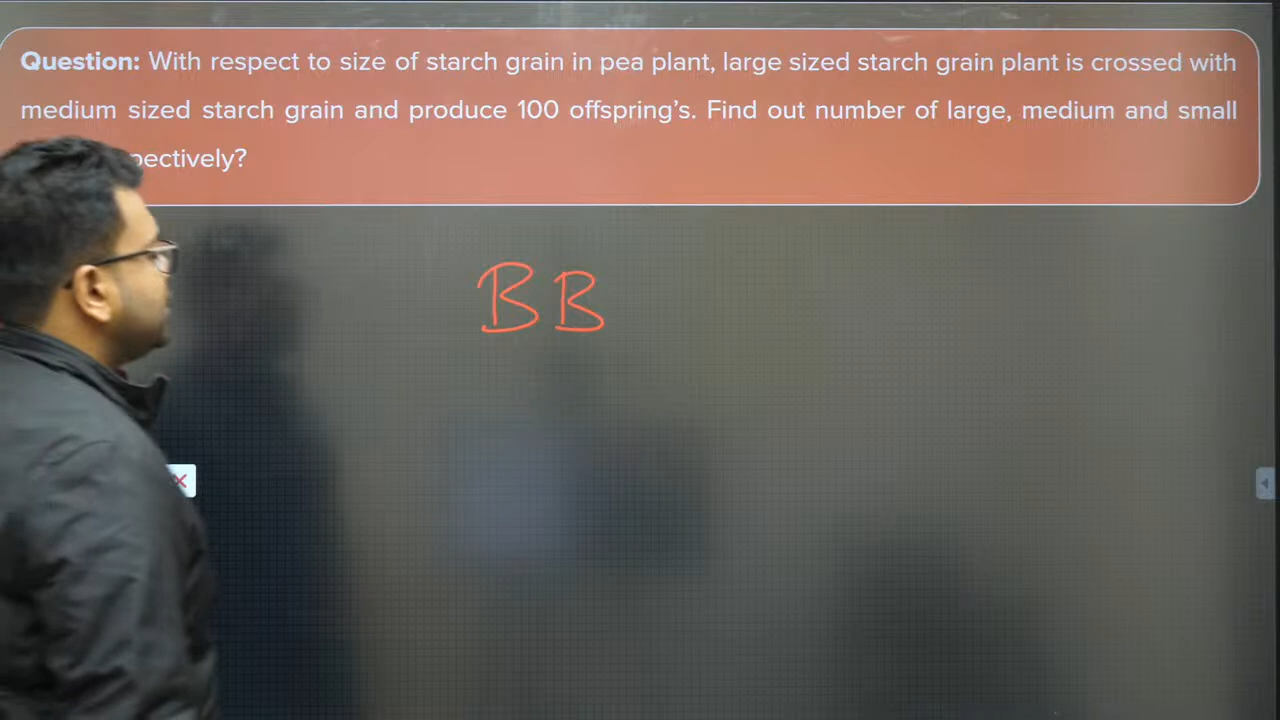 Question: With respect to size of starch grain in pea plant, large sized starch grain plant is crossed with
medium sized starch grain and produce 100 offspring's. Find out number of large, medium and small
pectively?
BB